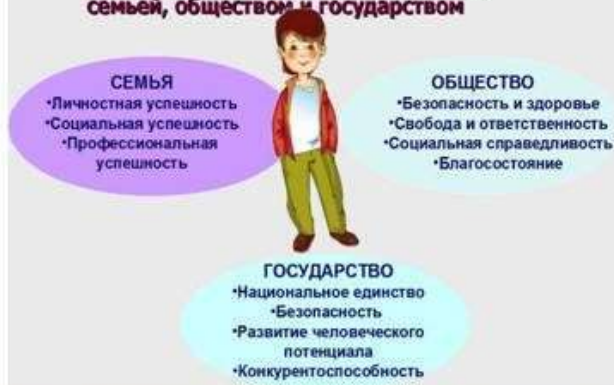 семьей, обществом и государством
СЕМЬЯ
•Личностная успешность
•Социальная успешность
•Профессиональная
успешность
ОБЩЕСТВО
•Безопасность и здоровье
•Свобода и ответственность
•Социальная справедливость
•Благосостояние
ГОСУДАРСТВО
•Национальное единство
•Безопасность
•Развитие человеческого
потенциала
•Конкурентоспособность